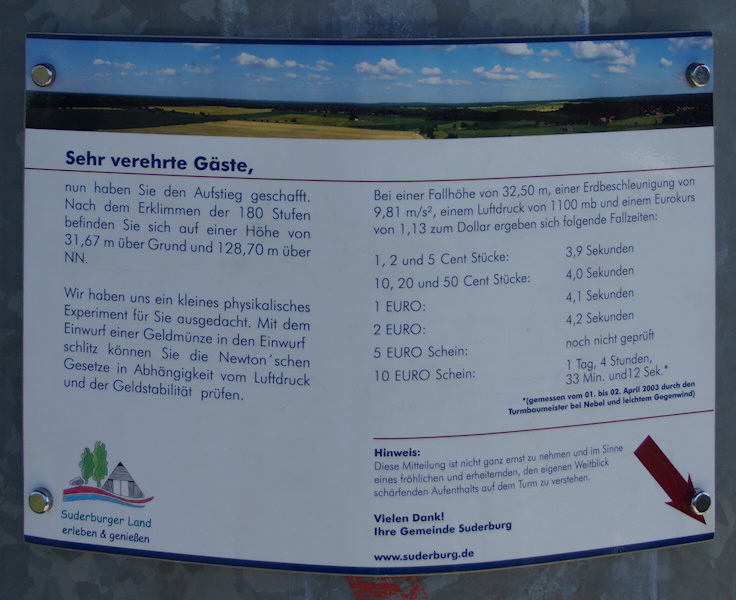 Sehr verehrte Gäste,
nun haben Sie den Aufstieg geschafft.
Nach dem Erklimmen der 180 Stufen
befinden Sie sich auf einer Höhe von
31,67 m über Grund und 128,70 m über
NN.
Wir haben uns ein kleines physikalisches
Experiment für Sie ausgedacht. Mit dem
Einwurf einer Geldmünze in den Einwurf
schlitz können Sie die Newton´schen
Gesetze in Abhängigkeit vom Luftdruck
und der Geldstabilität prüfen.
Suderburger Land
erleben & genießen
Bei einer Fallhöhe von 32,50 m, einer Erdbeschleunigung von
9,81 m/s², einem Luftdruck von 1100 mb und einem Eurokurs
von 1,13 zum Dollar ergeben sich folgende Fallzeiten:
1, 2 und 5 Cent Stücke: 3,9 Sekunden
10, 20 und 50 Cent Stücke: 4,0 Sekunden
1 EURO: 4,1 Sekunden
2 EURO: 4,2 Sekunden
5 EURO Schein: noch nicht geprüft
10 EURO Schein: 1 Tag, 4 Stunden,
33 Min. und12 Sek.*
*(gemessen vom 01. bis 02. April 2003 durch den
Turmbaumeister bei Nebel und leichtem Gegenwind)
Hinweis:
Diese Mitteilung ist nicht ganz ernst zu nehmen und im Sinne
eines fröhlichen und erheiternden, den eigenen Weitblick
schärfenden Aufenthalts auf dem Turm zu verstehen.
Vielen Dank!
Ihre Gemeinde Suderburg
www.suderburg.de